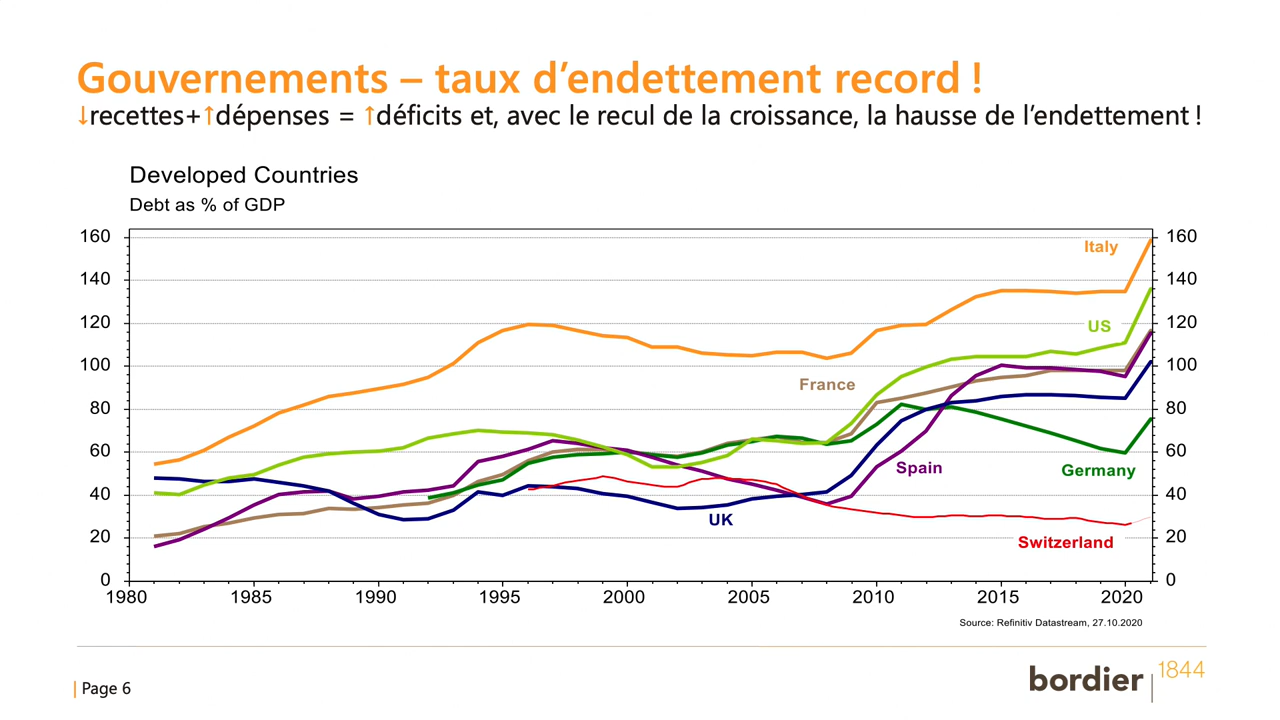 Gouvernements – taux d’endettement record !
↓recettes+↑dépenses = ↑déficits et, avec le recul de la croissance, la hausse de l’endettement !
Developed Countries
Debt as % of GDP
160 160
140 140
120 120
100 100
80 80
60 60
40 40
20 20
0 0
Italy
US
France
Spain
Germany
UK
Switzerland
1980 1985 1990 1995 2000 2005 2010 2015 2020
Source: Refinitiv Datastream, 27.10.2020
Page 6
bordier 1844